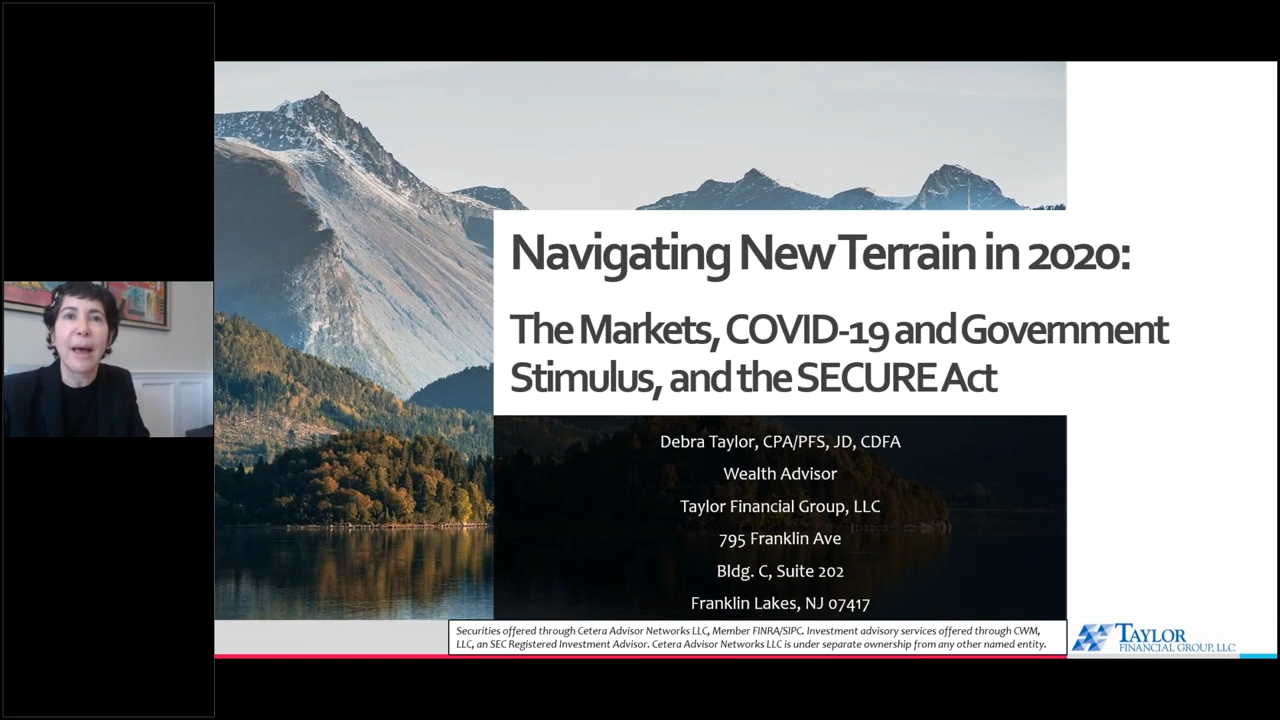 Navigating New Terrain in 2020:
The Markets, COVID-19 and Government
Stimulus, and the SECURE Act
Debra Taylor, CPA/PFS, JD, CDFA
Wealth Advisor
Taylor Financial Group, LLC
795 Franklin Ave
Bldg. C, Suite 202
Franklin Lakes, NJ 07417
Securities offered through Cetera Advisor Networks LLC, Member FINRA/SIPC. Investment advisory services offered through CWM,
LLC, an SEC Registered Investment Advisor. Cetera Advisor Networks LLC is under separate ownership from any other named entity.
TAYLOR
FINANCIAL GROUP, LLC